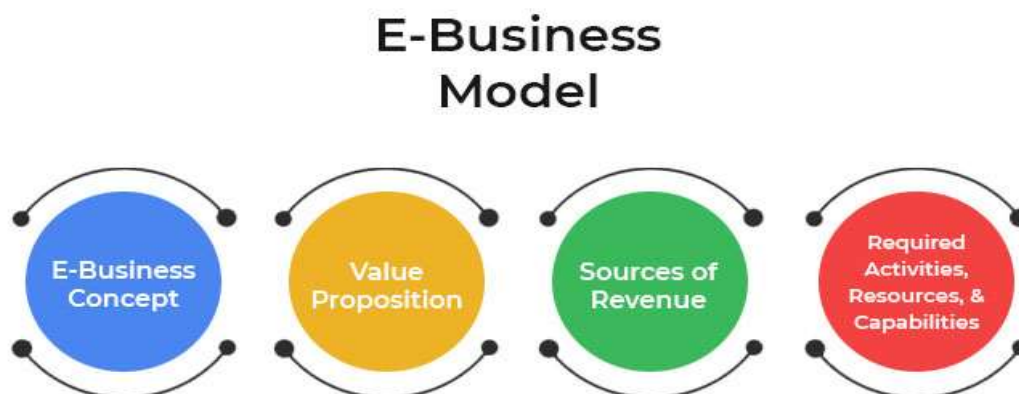 E-Business
Model
E-Business
Concept
Value
Proposition
Sources of
Revenue
Required
Activities,
Resources, &
Capabilities